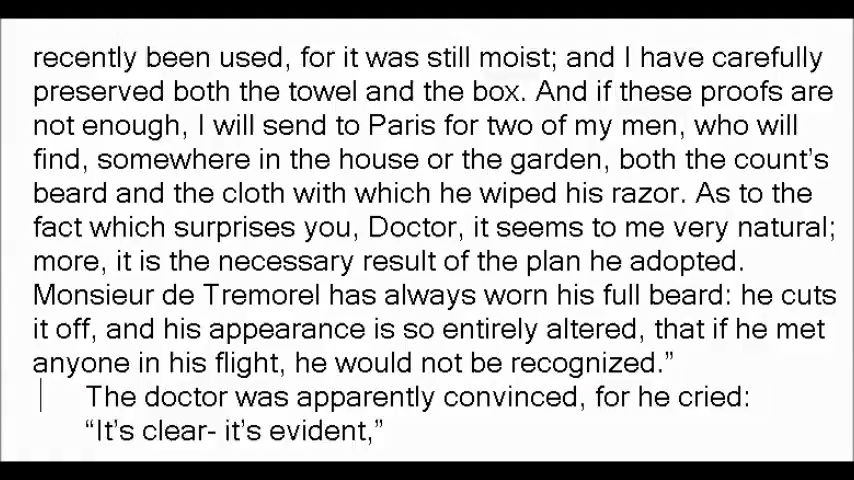 recently been used, for it was still moist; and I have carefully
preserved both the towel and the box. And if these proofs are
not enough, I will send to Paris for two of my men, who will
find, somewhere in the house or the garden, both the count’s
beard and the cloth with which he wiped his razor. As to the
fact which surprises you, Doctor, it seems to me very natural;
more, it is the necessary result of the plan he adopted.
Monsieur de Tremorel has always worn his full beard: he cuts
it off, and his appearance is so entirely altered, that if he met
anyone in his flight, he would not be recognized.”
The doctor was apparently convinced, for he cried:
“It’s clear- it’s evident,”